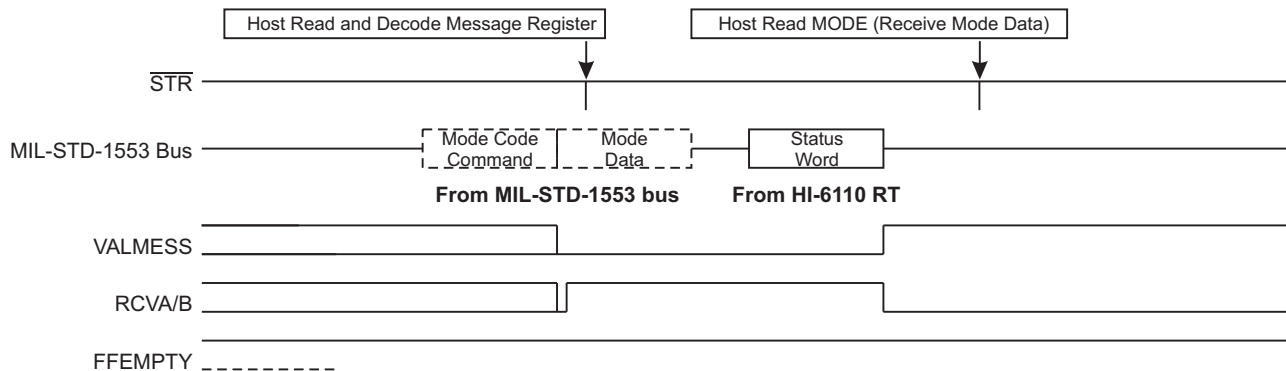 Host Read and Decode Message Register
Host Read MODE (Receive Mode Data)
STR
MIL-STD-1553 Bus
Mode Code
Command
Mode
Data
Status
Word
From MIL-STD-1553 bus
From HI-6110 RT
VALMESS
RCVA/B
FFEMPTY